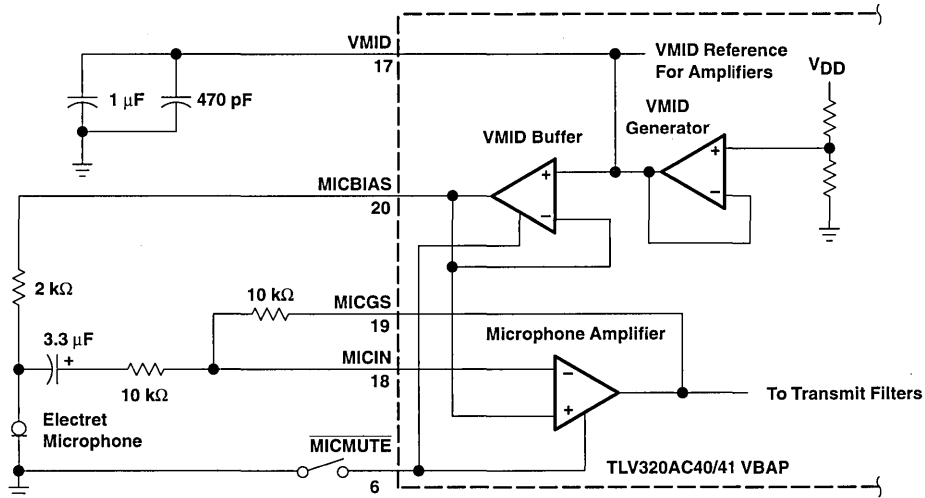 VMID
17
VMID Reference
For Amplifiers
VDD
1 µF
470 pF
VMID
Generator
VMID Buffer
+
−
+
−
MICBIAS
20
2 kΩ
10 kΩ
MICGS
19
Microphone Amplifier
3.3 µF
+
MICIN
18
10 kΩ
−
+
To Transmit Filters
Electret
Microphone
MICMUTE
6
TLV320AC40/41 VBAP